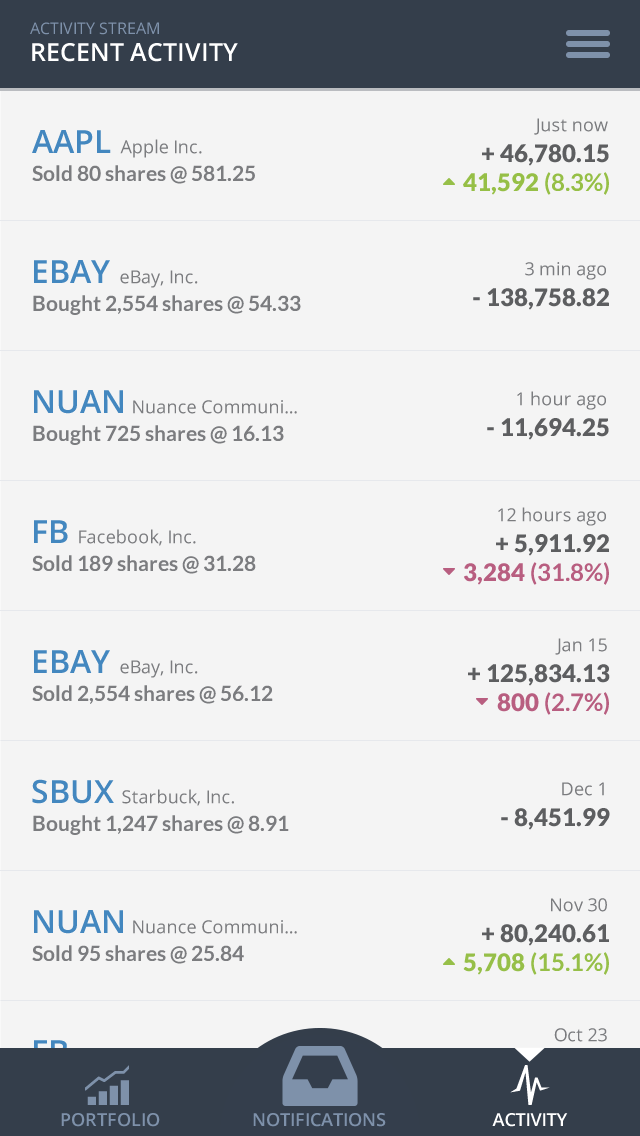 ACTIVITY STREAM
RECENT ACTIVITY
AAPL Apple Inc.
Sold 80 shares @ 581.25
Just now
+ 46,780.15
41,592 (8.3%)
EBAY eBay, Inc.
Bought 2,554 shares @ 54.33
3 min ago
- 138,758.82
NUAN Nuance Communi...
Bought 725 shares @ 16.13
1 hour ago
- 11,694.25
FB Facebook, Inc.
Sold 189 shares @ 31.28
12 hours ago
+ 5,911.92
3,284 (31.8%)
EBAY eBay, Inc.
Sold 2,554 shares @ 56.12
Jan 15
+ 125,834.13
800 (2.7%)
SBUX Starbuck, Inc.
Bought 1,247 shares @ 8.91
Dec 1
- 8,451.99
NUAN Nuance Communi...
Sold 95 shares @ 25.84
Nov 30
+ 80,240.61
5,708 (15.1%)
Oct 23
PORTFOLIO
NOTIFICATIONS
ACTIVITY